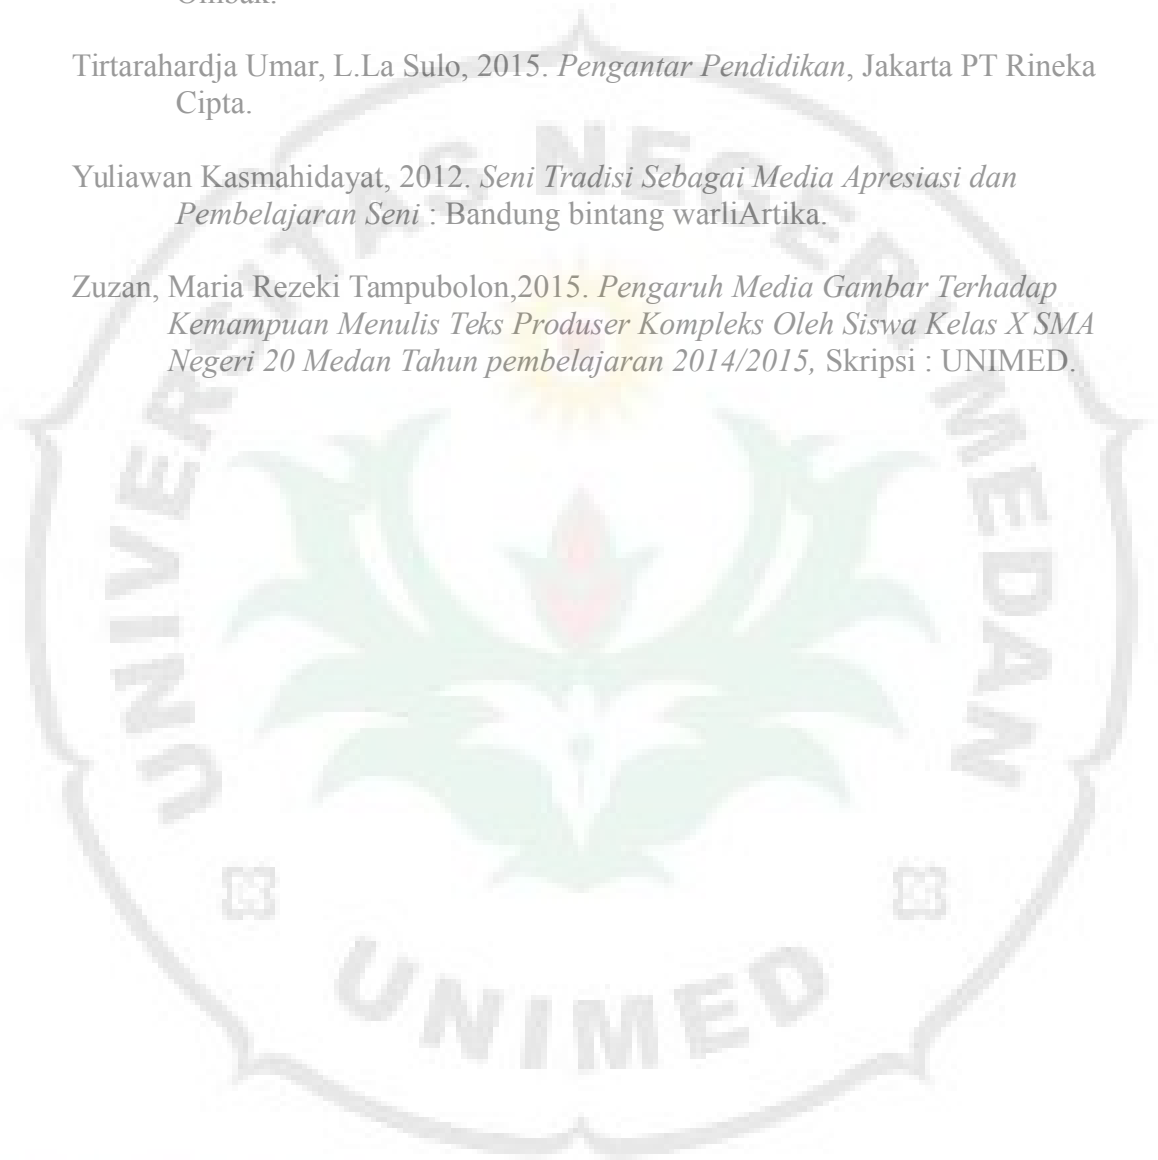 Ombak.
Tirtarahardja Umar, L.La Sulo, 2015. Pengantar Pendidikan, Jakarta PT Rineka
Cipta.
Yuliawan Kasmahidayat, 2012. Seni Tradisi Sebagai Media Apresiasi dan
Pembelajaran Seni : Bandung bintang warliArtika.
Zuzan, Maria Rezeki Tampubolon,2015. Pengaruh Media Gambar Terhadap
Kemampuan Menulis Teks Produser Kompleks Oleh Siswa Kelas X SMA
Negeri 20 Medan Tahun pembelajaran 2014/2015, Skripsi : UNIMED.
UNIVERSITAS NEGERI MEDAN
UNIMED